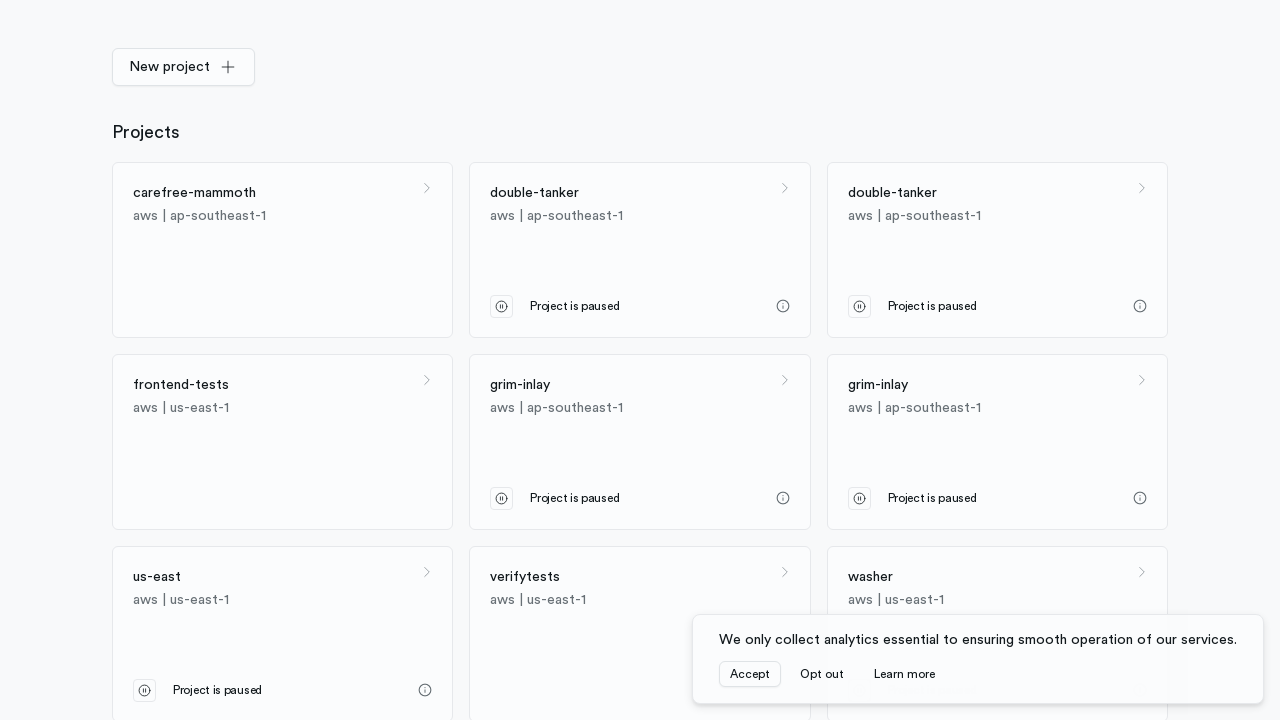 New project
Projects
carefree-mammoth
aws | ap-southeast-1
double-tanker
aws | ap-southeast-1
Project is paused
double-tanker
aws | ap-southeast-1
Project is paused
frontend-tests
aws | us-east-1
grim-inlay
aws | ap-southeast-1
Project is paused
grim-inlay
aws | ap-southeast-1
Project is paused
us-east
aws | us-east-1
Project is paused
verifytests
aws | us-east-1
washer
aws | us-east-1
We only collect analytics essential to ensuring smooth operation of our services.
Accept
Opt out
Learn more